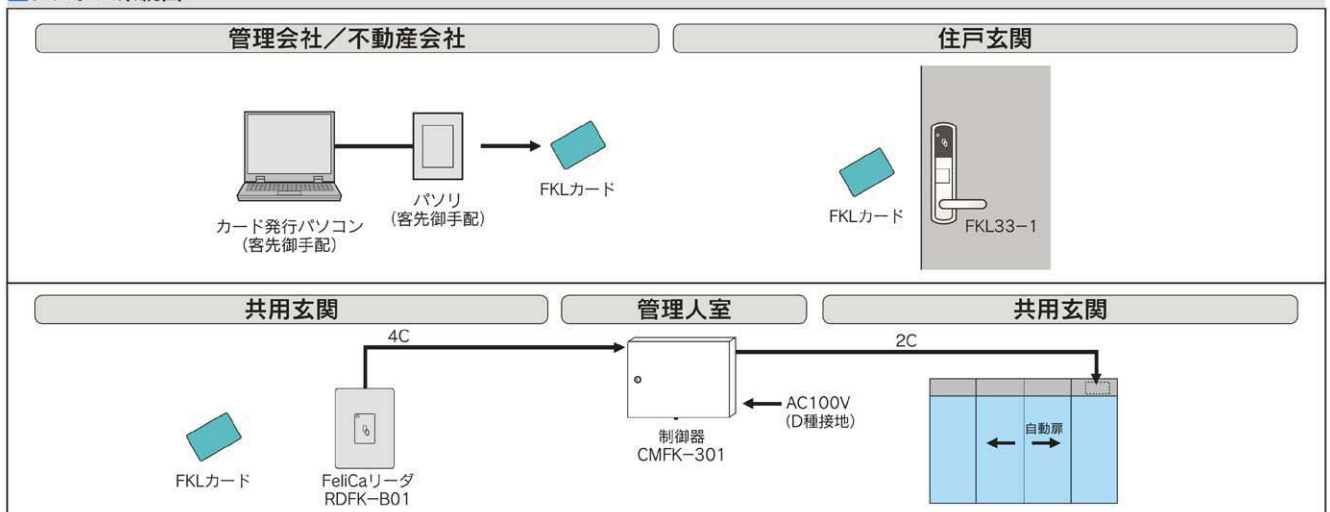 管理会社／不動産会社
住戸玄関
カード発行パソコン
(客先御手配)
パソリ
(客先御手配)
FKLカード
FKLカード
FKL33−1
共用玄関
管理人室
共用玄関
4C
2C
AC100V
(D種接地)
自動扉
制御器
CMFK−301
FKLカード
FeliCaリーダ
RDFK−B01